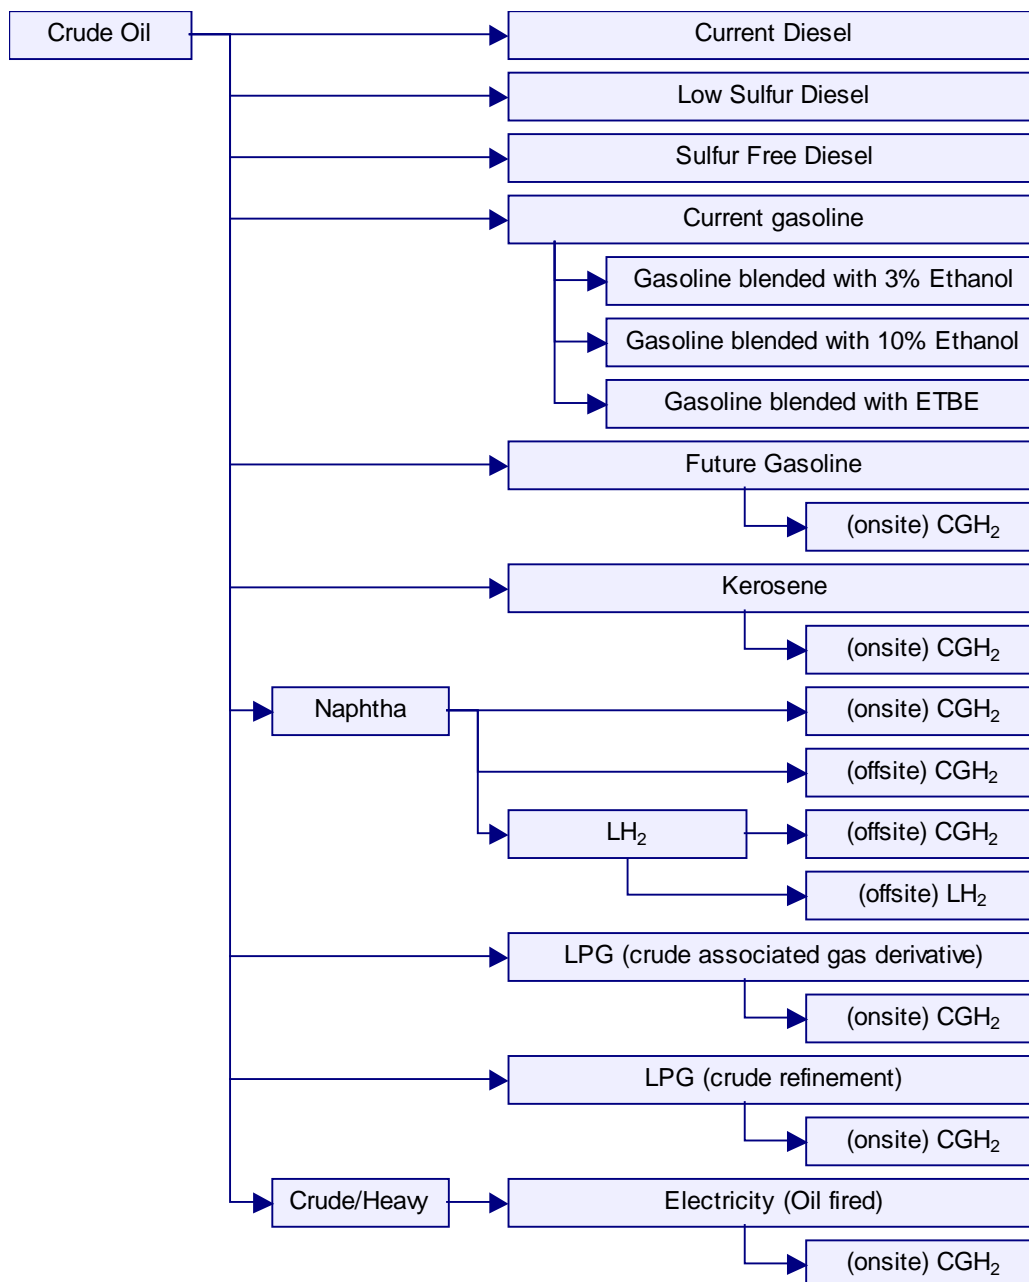 Crude Oil
Current Diesel
Low Sulfur Diesel
Sulfur Free Diesel
Current gasoline
Gasoline blended with 3% Ethanol
Gasoline blended with 10% Ethanol
Gasoline blended with ETBE
Future Gasoline
(onsite) CGH₂
Kerosene
(onsite) CGH₂
Naphtha
(onsite) CGH₂
(offsite) CGH₂
LH₂
(offsite) CGH₂
(offsite) LH₂
LPG (crude associated gas derivative)
(onsite) CGH₂
LPG (crude refinement)
(onsite) CGH₂
Crude/Heavy
Electricity (Oil fired)
(onsite) CGH₂